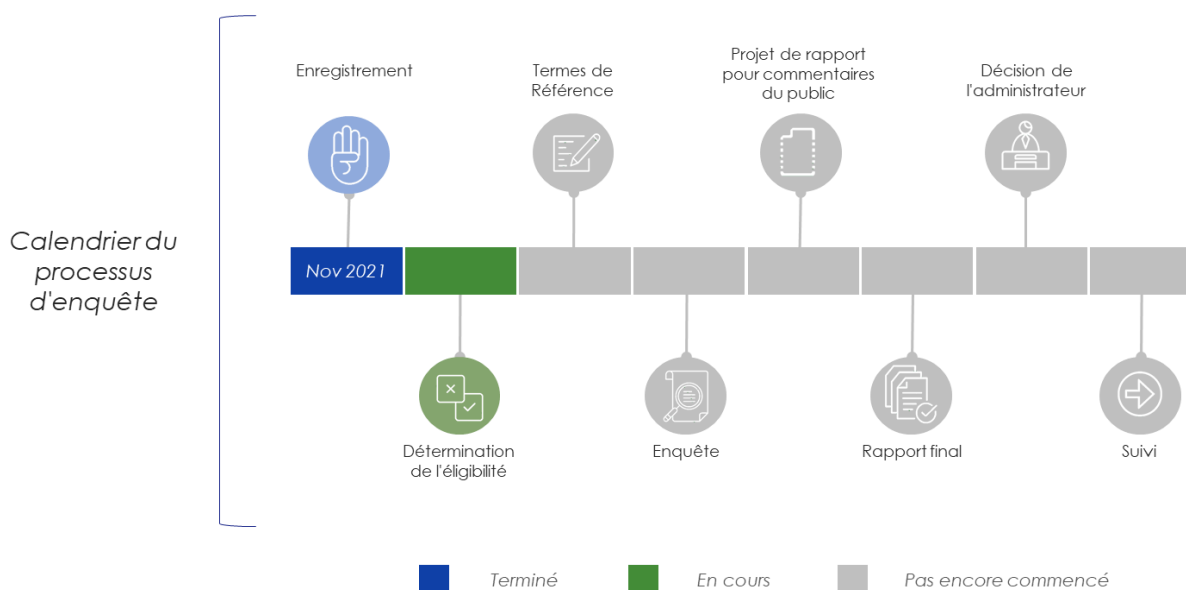 Calendrier du
processus
d'enquête
Enregistrement
Termes de
Référence
Projet de rapport
pour commentaires
du public
Décision de
l'administrateur
Nov 2021
Détermination
de l'éligibilité
Enquête
Rapport final
Suivi
Terminé
En cours
Pas encore commencé